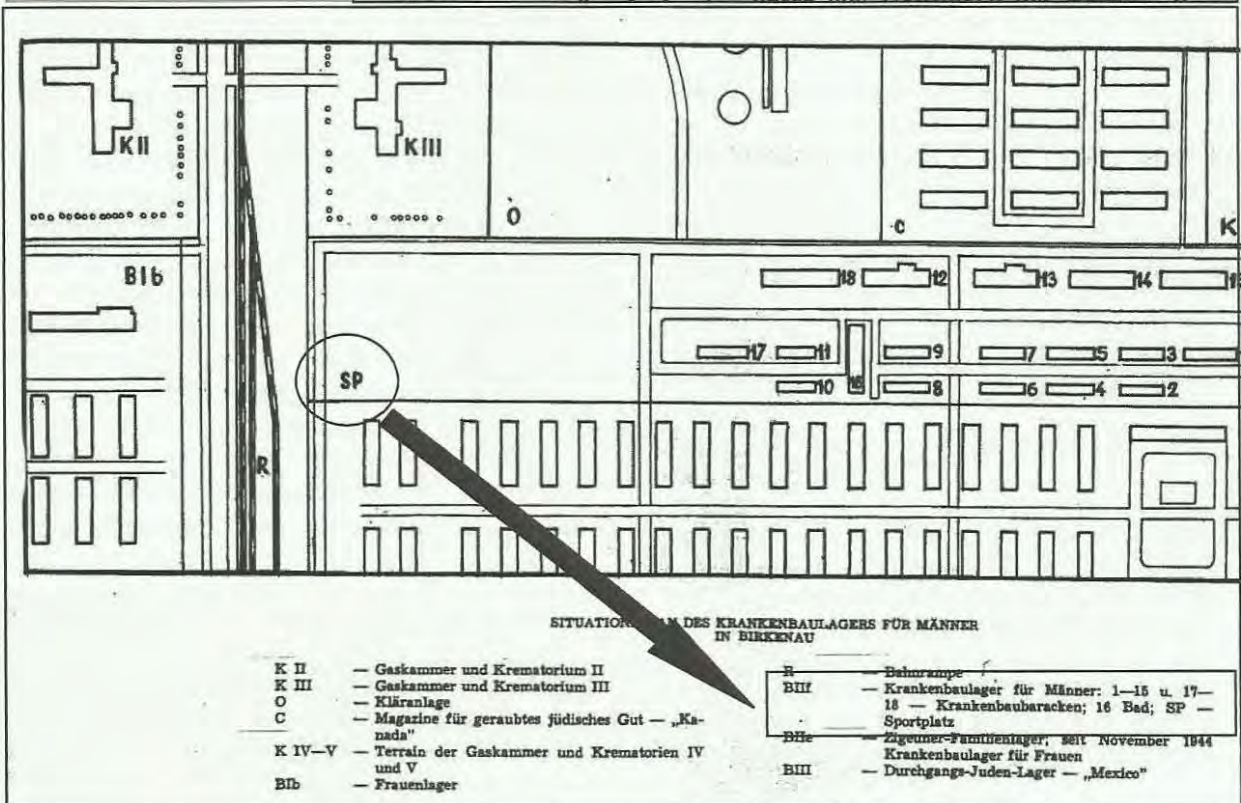 K II
K III
O
C
K
BIb
18
12
13
14
SP
17
11
9
7
5
3
10
16
8
6
4
2
R
DES KRANKENBAULAGERS FÜR MÄNNER
IN BIRKENAU
K II — Gaskammer und Krematorium II
K III — Gaskammer und Krematorium III
O — Kläranlage
C — Magazine für geraubtes jüdisches Gut — „Ka-
nada"
K IV—V — Terrain der Gaskammer und Krematorien IV
und V
BIb — Frauenlager
R — Bahnrampe
BIIf — Krankenbaulager für Männer: 1—15 u. 17—
18 — Krankenbaubaracken; 16 Bad; SP —
Sportplatz
BIIe — Zigeuner-Familienlager; seit November 1944
Krankenbaulager für Frauen
BIII — Durchgangs-Juden-Lager — „Mexico"